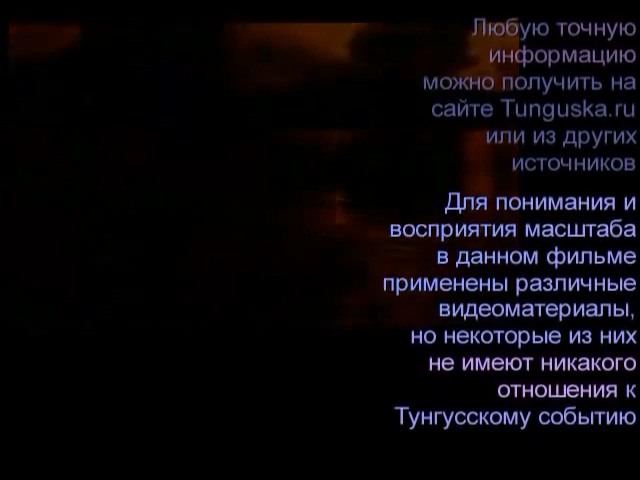 Любую точную
информацию
можно получить на
сайте Tunguska.ru
или из других
источников
Для понимания и
восприятия масштаба
в данном фильме
применены различные
видеоматериалы,
но некоторые из них
не имеют никакого
отношения к
Тунгусскому событию